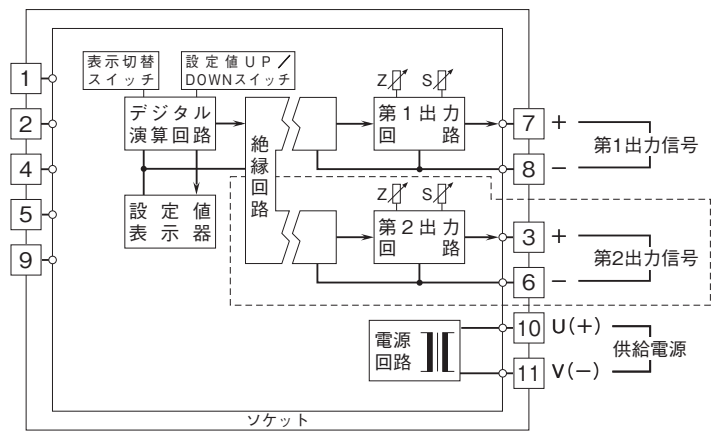 表示切替
スイッチ
設定値UP／
DOWNスイッチ
Z
S
1
2
4
5
9
デジタル
演算回路
設定値
表示器
絶縁回路
第1出力
回路
7
+
8
−
第1出力信号
Z
S
第2出力
回路
3
+
6
−
第2出力信号
電源
回路
10
U(+)
11
V(−)
供給電源
ソケット